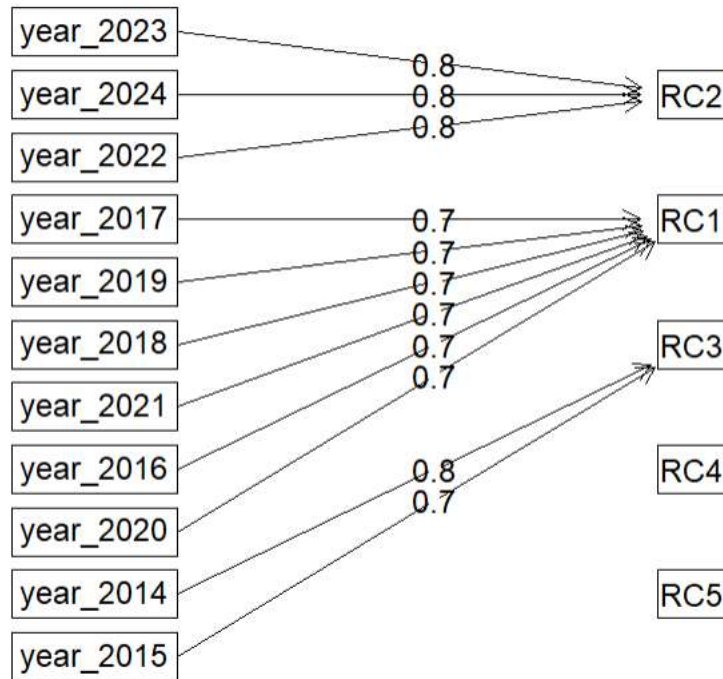 year_2023
year_2024
year_2022
year_2017
year_2019
year_2018
year_2021
year_2016
year_2020
year_2014
year_2015
0.8
0.8
0.8
0.7
0.7
0.7
0.7
0.7
0.7
0.8
0.7
RC2
RC1
RC3
RC4
RC5